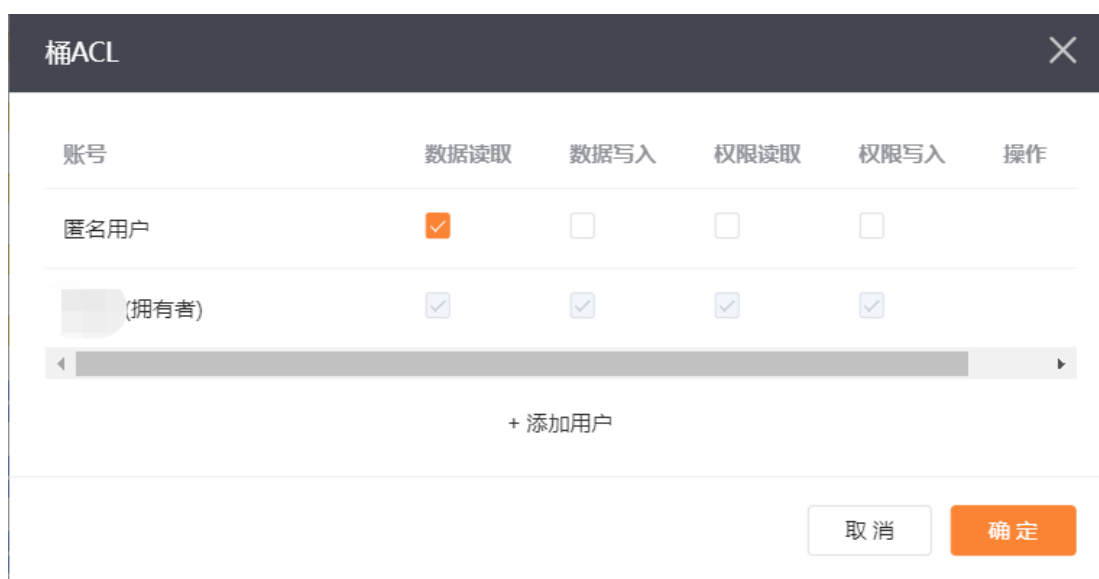 桶ACL
账号 数据读取 数据写入 权限读取 权限写入 操作
匿名用户
(拥有者)
+ 添加用户
取消 确定